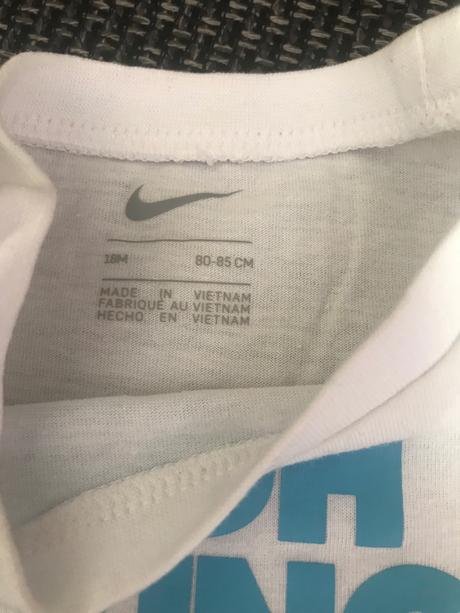 18M 80-85 CM
MADE IN VIETNAM
FABRIQUÉ AU VIETNAM
HECHO EN VIETNAM